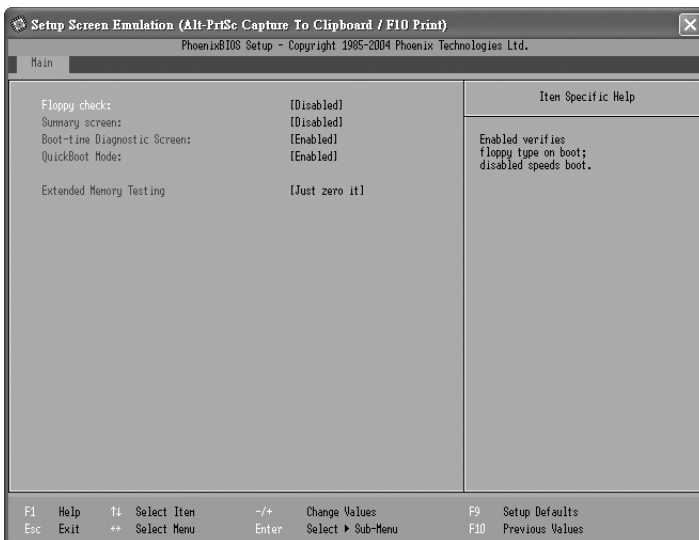 Setup Screen Emulation (Alt-PrtSc Capture To Clipboard / F10 Print)
PhoenixBIOS Setup - Copyright 1985-2004 Phoenix Technologies Ltd.
Main
Floppy check: [Disabled]
Summary screen: [Disabled]
Boot-time Diagnostic Screen: [Enabled]
QuickBoot Mode: [Enabled]
Extended Memory Testing [Just zero it]
Item Specific Help
Enabled verifies
floppy type on boot;
disabled speeds boot.
F1 Help ↑↓ Select Item -/+ Change Values F9 Setup Defaults
Esc Exit ↔ Select Menu Enter Select ▶ Sub-Menu F10 Previous Values